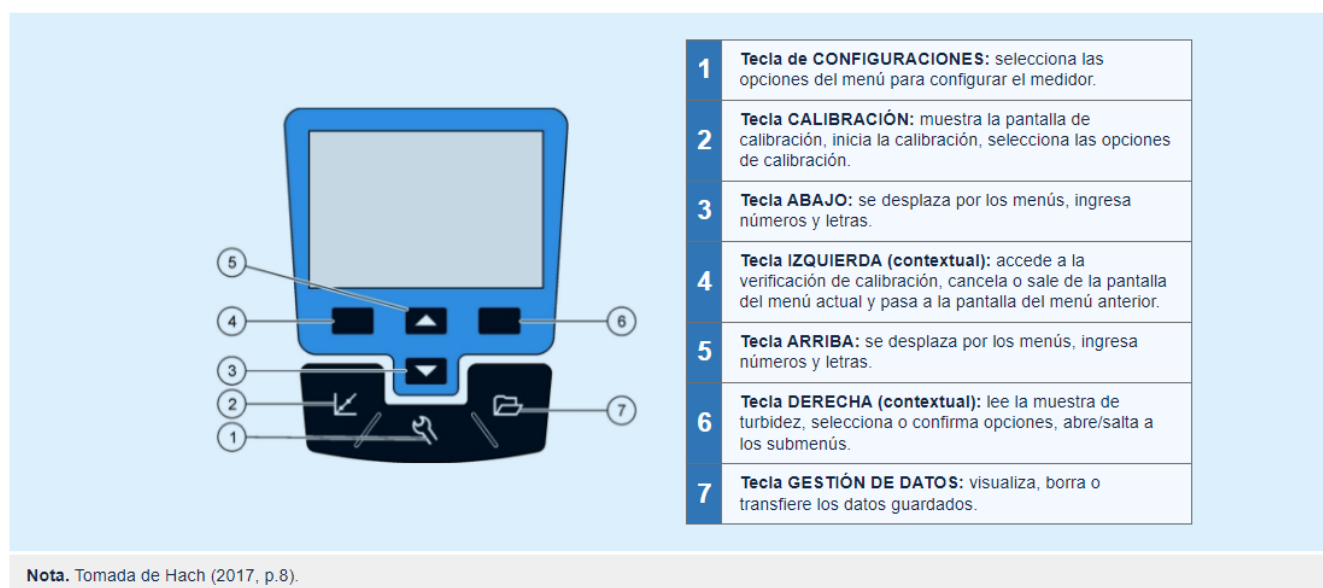 1 Tecla de CONFIGURACIONES: selecciona las
opciones del menú para configurar el medidor.
2 Tecla CALIBRACIÓN: muestra la pantalla de
calibración, inicia la calibración, selecciona las opciones
de calibración.
3 Tecla ABAJO: se desplaza por los menús, ingresa
números y letras.
4 Tecla IZQUIERDA (contextual): accede a la
verificación de calibración, cancela o sale de la pantalla
del menú actual y pasa a la pantalla del menú anterior.
5 Tecla ARRIBA: se desplaza por los menús, ingresa
números y letras.
6 Tecla DERECHA (contextual): lee la muestra de
turbidez, selecciona o confirma opciones, abre/salta a
los submenús.
7 Tecla GESTIÓN DE DATOS: visualiza, borra o
transfiere los datos guardados.
5
4
6
3
2
7
1
Nota. Tomada de Hach (2017, p.8).